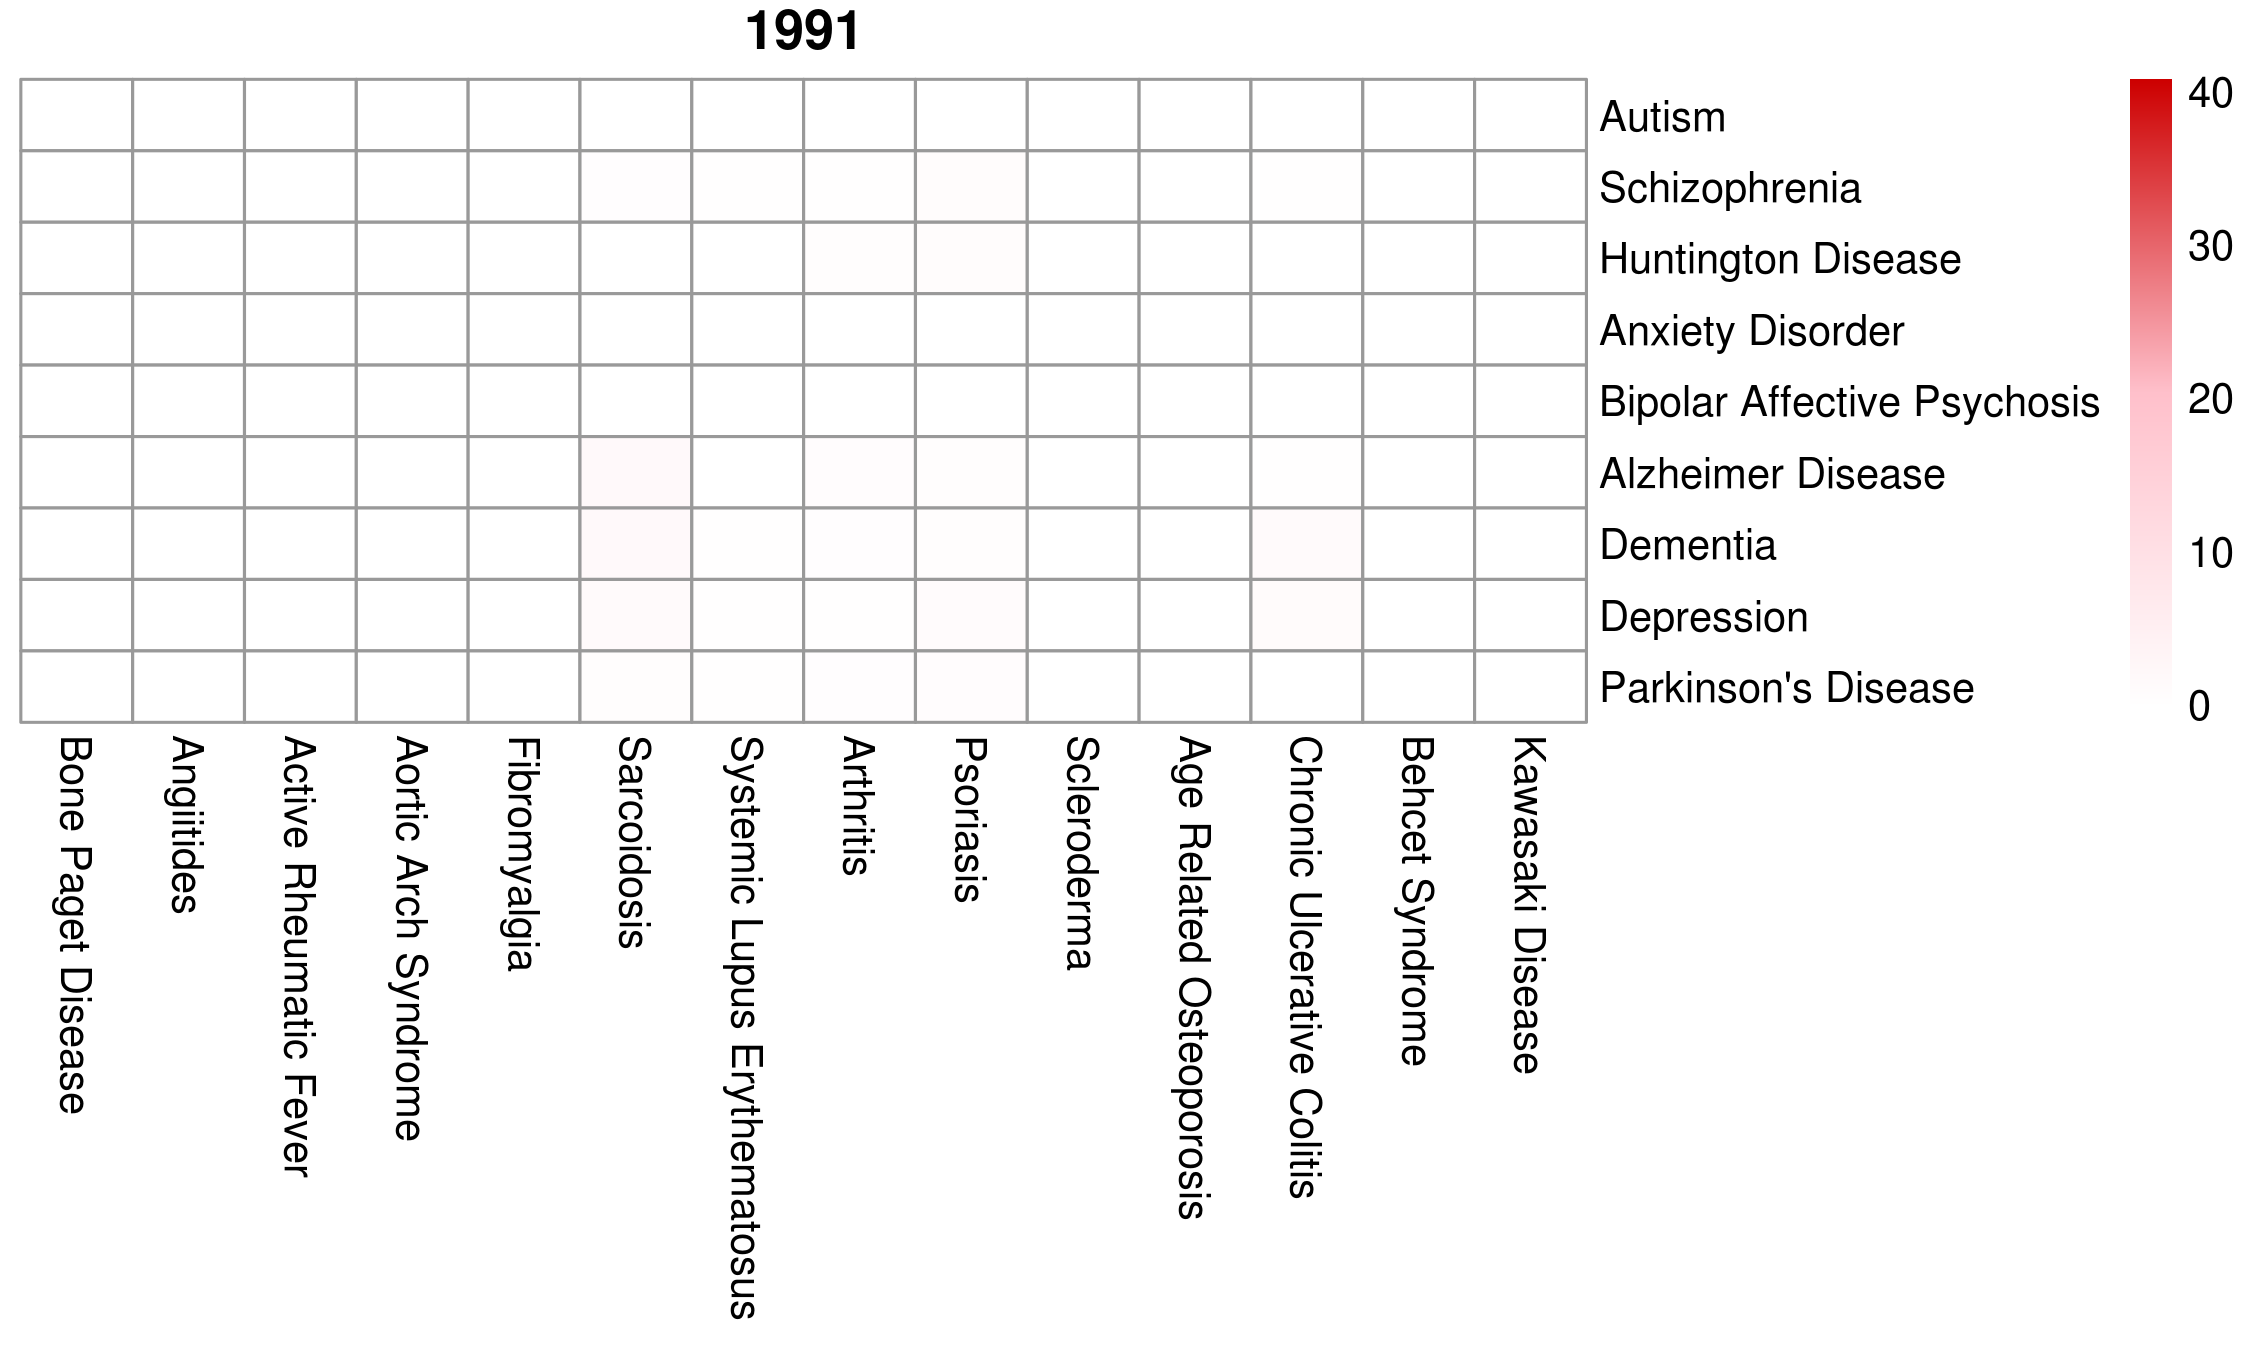 1991
Autism
Schizophrenia
Huntington Disease
Anxiety Disorder
Bipolar Affective Psychosis
Alzheimer Disease
Dementia
Depression
Parkinson's Disease
40
30
20
10
0
Bone Paget Disease
Angiitides
Active Rheumatic Fever
Aortic Arch Syndrome
Fibromyalgia
Sarcoidosis
Systemic Lupus Erythematosus
Arthritis
Psoriasis
Scleroderma
Age Related Osteoporosis
Chronic Ulcerative Colitis
Behcet Syndrome
Kawasaki Disease